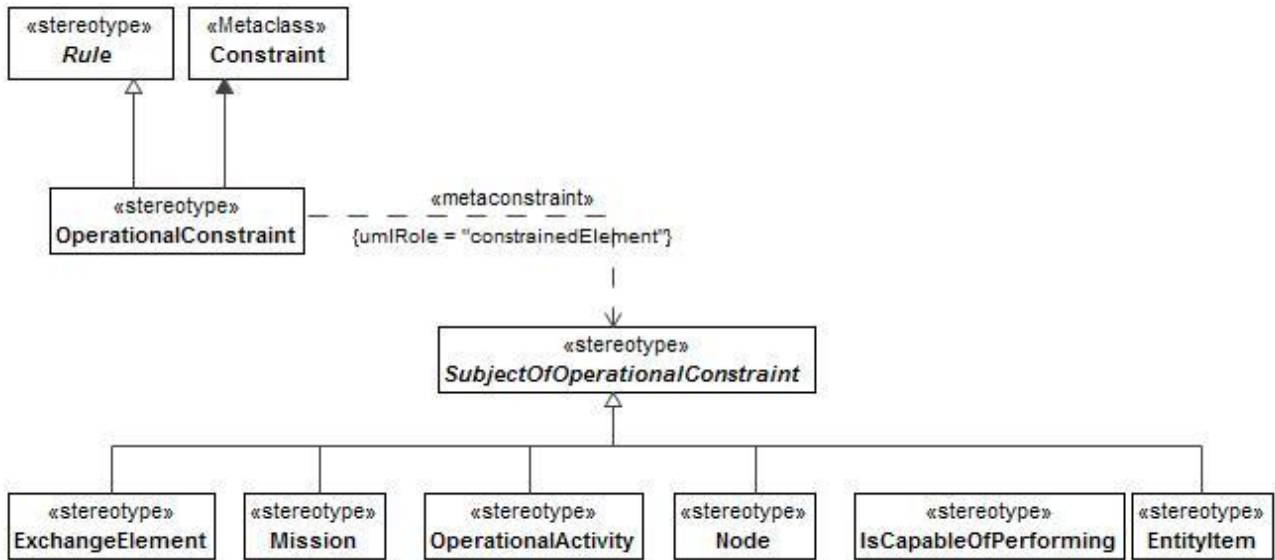 «stereotype»
Rule
«Metaclass»
Constraint
«stereotype»
OperationalConstraint
«metaconstraint»
{umlRole = "constrainedElement"}
«stereotype»
SubjectOfOperationalConstraint
«stereotype»
ExchangeElement
«stereotype»
Mission
«stereotype»
OperationalActivity
«stereotype»
Node
«stereotype»
IsCapableOfPerforming
«stereotype»
EntityItem